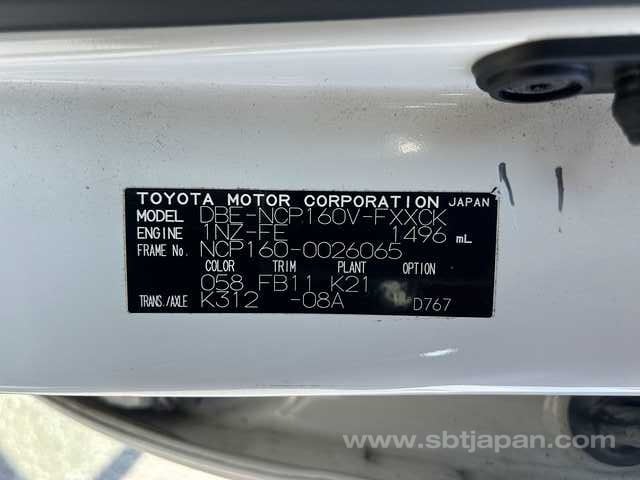 TOYOTA MOTOR CORPORATION JAPAN
MODEL DBE-NCP160V-FXXCK
ENGINE 1NZ-FE 1496 mL
FRAME No. NCP160-0026065
COLOR TRIM PLANT OPTION
058 FB11 K21
TRANS./AXLE K312 -08A D767
www.sbtjapan.com